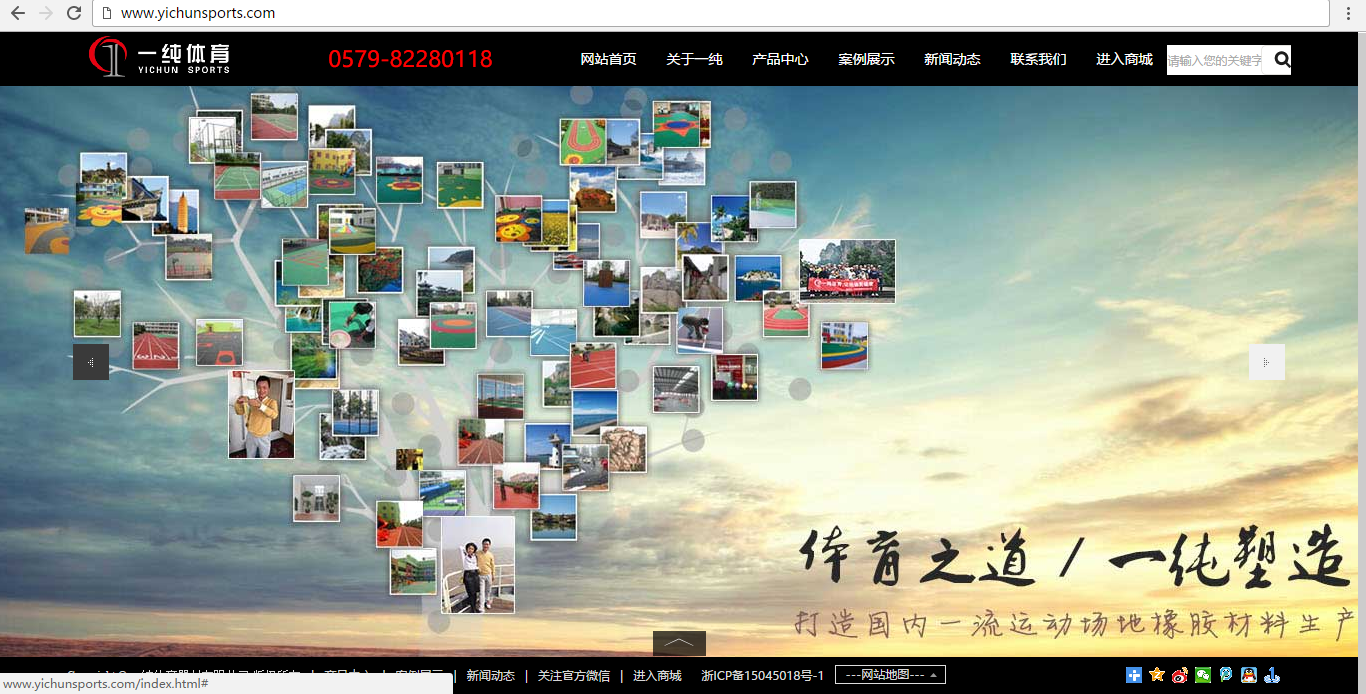 www.yichunsports.com
一纯体育
YICHUN SPORTS
0579-82280118
网站首页 关于一纯 产品中心 案例展示 新闻动态 联系我们 进入商城 请输入您的关键字
体育之道 / 一纯塑造
打造国内一流运动场地橡胶材料生产
| 新闻动态 | 关注官方微信 | 进入商城 浙ICP备15045018号-1 ---网站地图---
www.yichunsports.com/index.html#